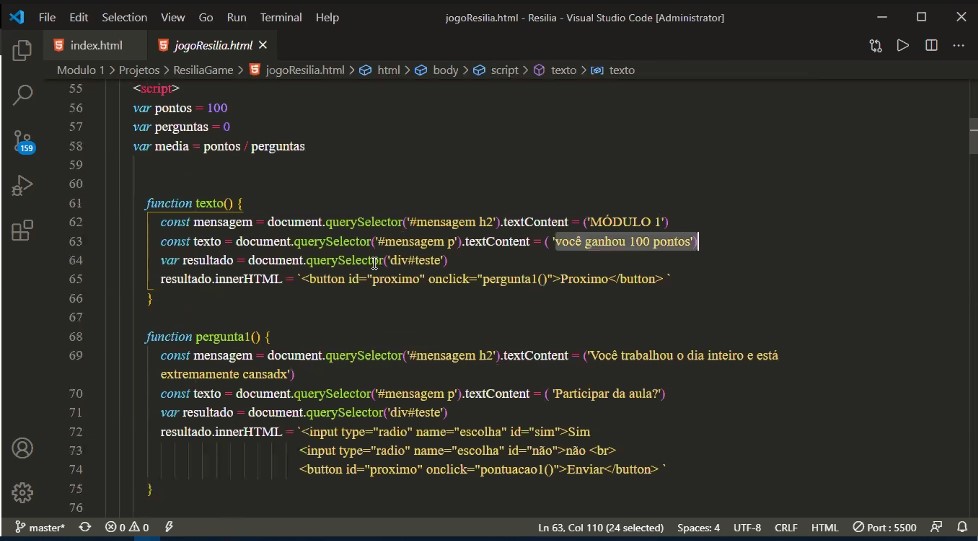 File Edit Selection View Go Run Terminal Help jogoResilia.html - Resilia - Visual Studio Code [Administrator]
index.html jogoResilia.html
Modulo 1 > Projetos > ResiliaGame > jogoResilia.html > html > body > script > texto > texto
55 <script>
56 var pontos = 100
57 var perguntas = 0
58 var media = pontos / perguntas
59
60
61 function texto() {
62 const mensagem = document.querySelector('#mensagem h2').textContent = ('MÓDULO 1')
63 const texto = document.querySelector('#mensagem p').textContent = ( 'você ganhou 100 pontos')
64 var resultado = document.querySelector('div#teste')
65 resultado.innerHTML = `<button id="proximo" onclick="pergunta1()">Proximo</button> `
66 }
67
68 function pergunta1() {
69 const mensagem = document.querySelector('#mensagem h2').textContent = ('Você trabalhou o dia inteiro e está
extremamente cansadx')
70 const texto = document.querySelector('#mensagem p').textContent = ( 'Participar da aula?')
71 var resultado = document.querySelector('div#teste')
72 resultado.innerHTML = `<input type="radio" name="escolha" id="sim">Sim
73 <input type="radio" name="escolha" id="não">não <br>
74 <button id="proximo" onclick="pontuacao1()">Enviar</button> `
75 }
76
159
master* 0 0 Ln 63, Col 110 (24 selected) Spaces: 4 UTF-8 CRLF HTML Port : 5500